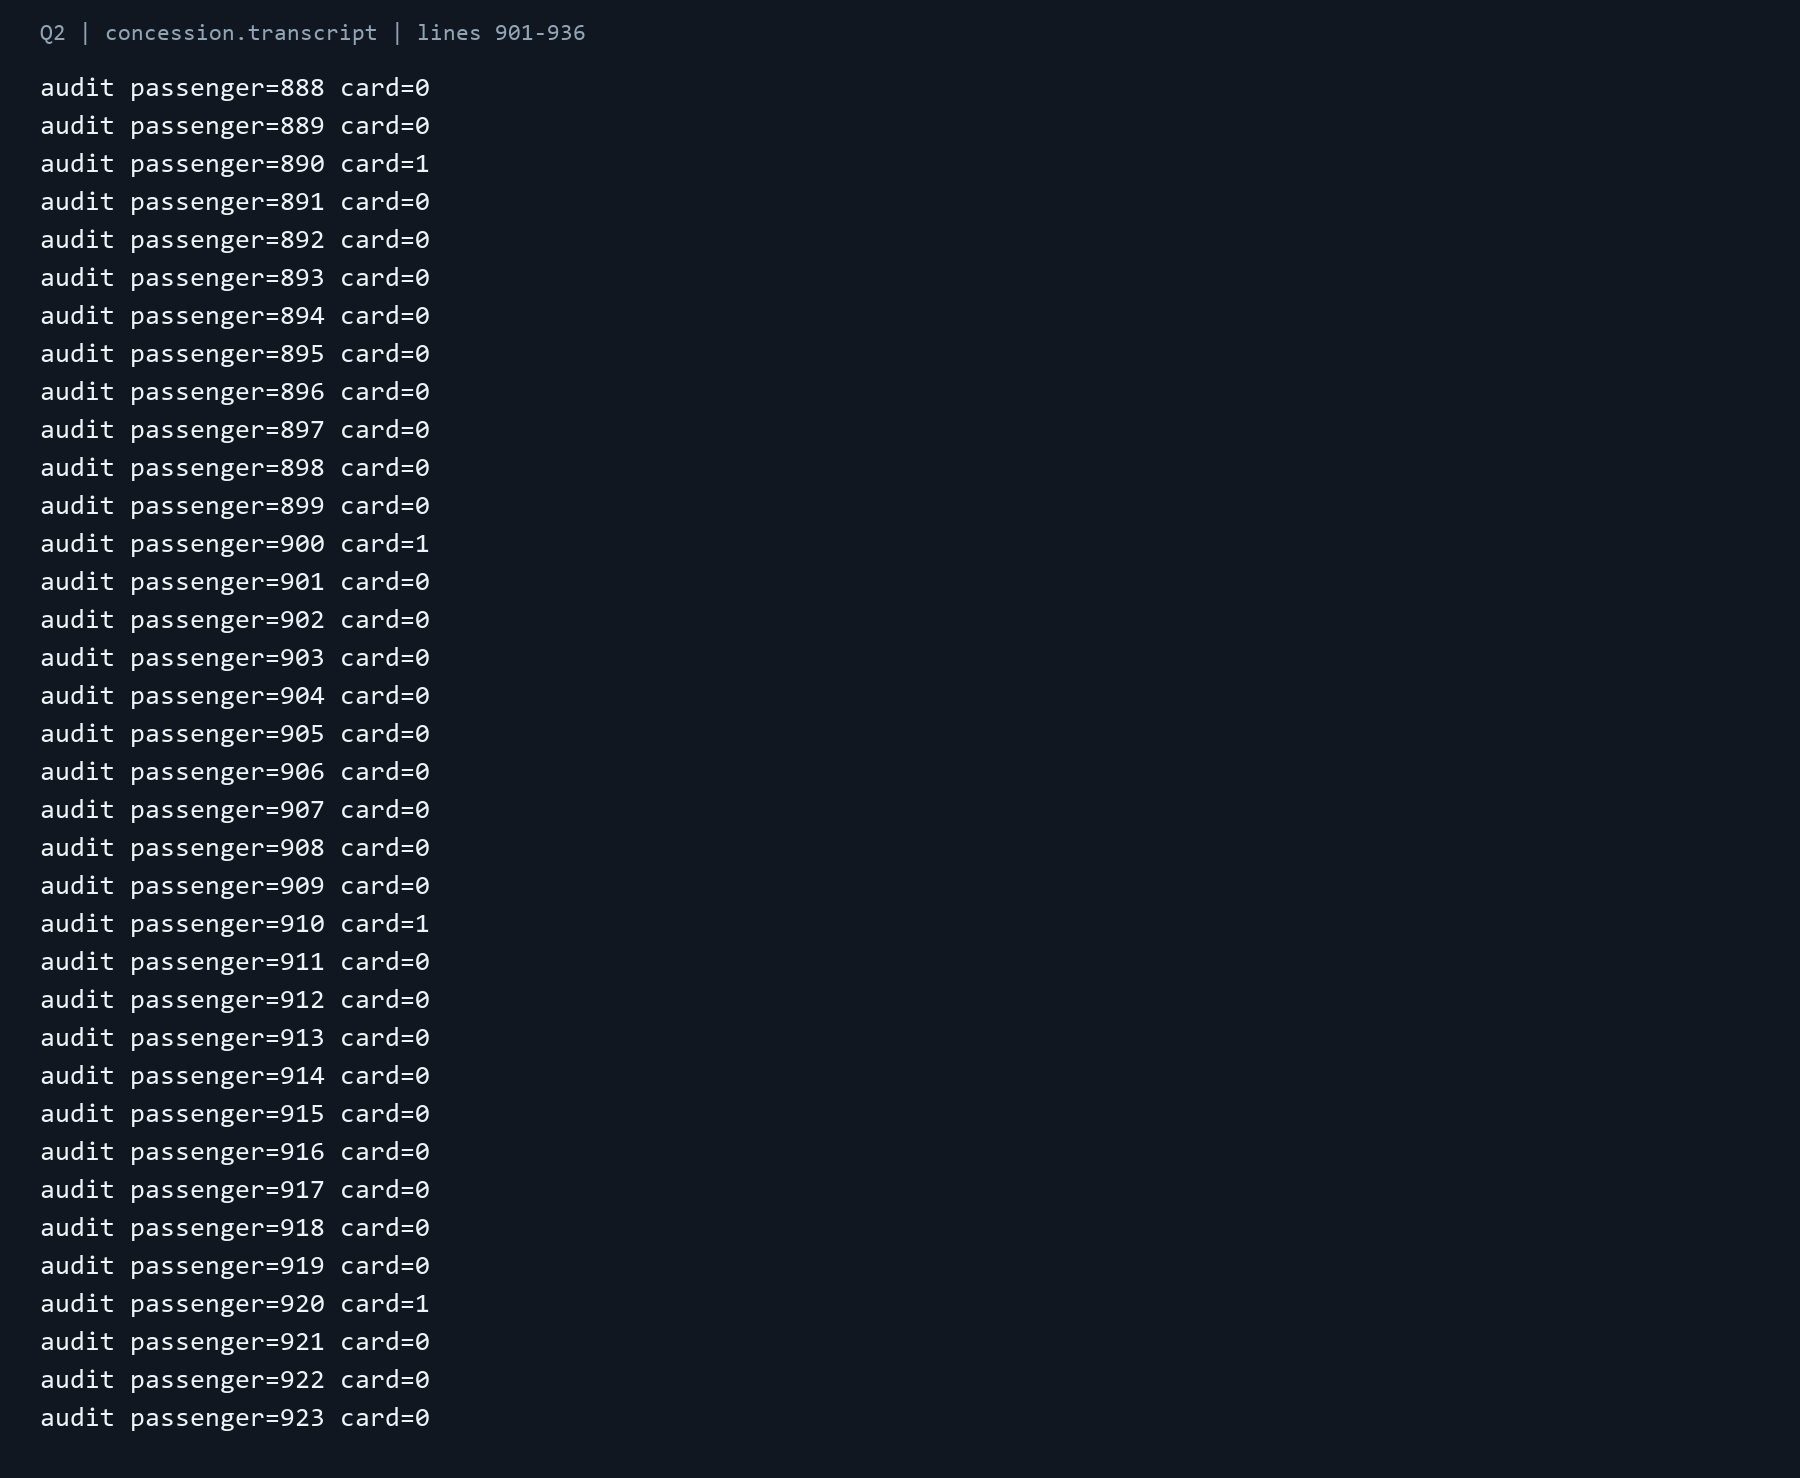 Q2 | concession.transcript | lines 901-936
audit passenger=888 card=0
audit passenger=889 card=0
audit passenger=890 card=1
audit passenger=891 card=0
audit passenger=892 card=0
audit passenger=893 card=0
audit passenger=894 card=0
audit passenger=895 card=0
audit passenger=896 card=0
audit passenger=897 card=0
audit passenger=898 card=0
audit passenger=899 card=0
audit passenger=900 card=1
audit passenger=901 card=0
audit passenger=902 card=0
audit passenger=903 card=0
audit passenger=904 card=0
audit passenger=905 card=0
audit passenger=906 card=0
audit passenger=907 card=0
audit passenger=908 card=0
audit passenger=909 card=0
audit passenger=910 card=1
audit passenger=911 card=0
audit passenger=912 card=0
audit passenger=913 card=0
audit passenger=914 card=0
audit passenger=915 card=0
audit passenger=916 card=0
audit passenger=917 card=0
audit passenger=918 card=0
audit passenger=919 card=0
audit passenger=920 card=1
audit passenger=921 card=0
audit passenger=922 card=0
audit passenger=923 card=0